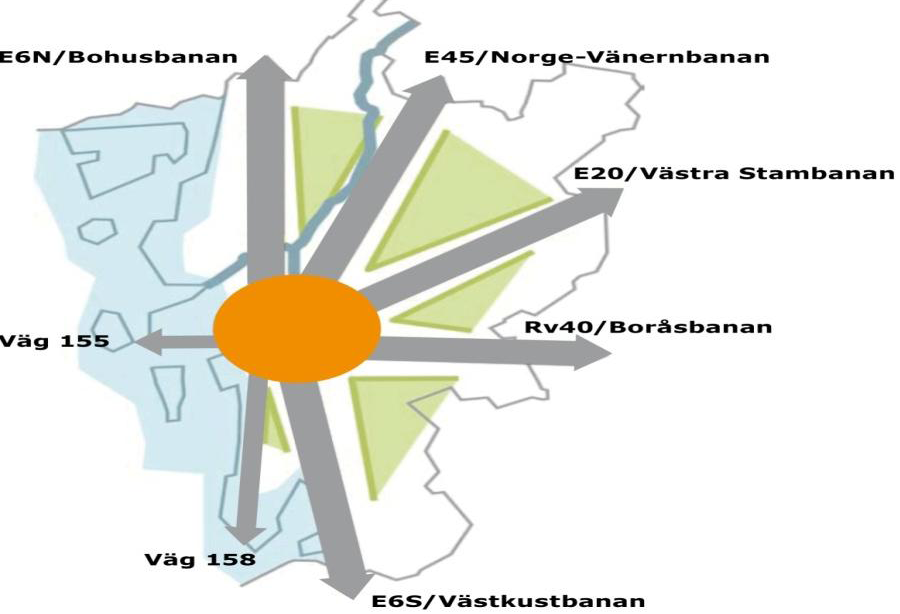 E6N/Bohusbanan
E45/Norge-Vänernbanan
E20/Västra Stambanan
Rv40/Boråsbanan
Väg 155
Väg 158
E6S/Västkustbanan